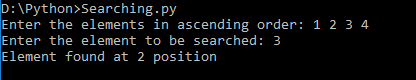 D:\Python>Searching.py
Enter the elements in ascending order: 1 2 3 4
Enter the element to be searched: 3
Element found at 2 position